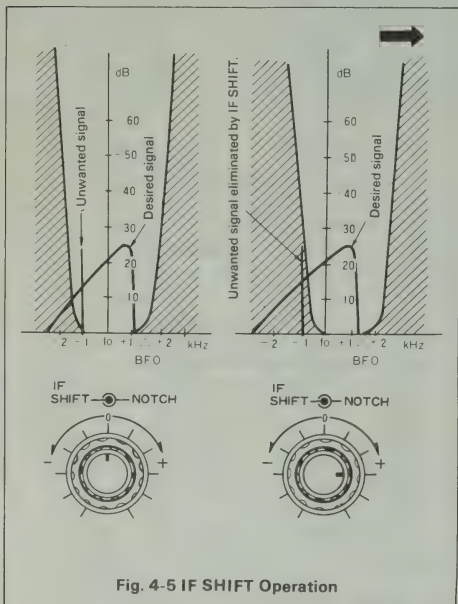 dB
60
50
40
30
20
10
Unwanted signal
Desired signal
- 2 - 1 fo +1 + 2 kHz
BFO
IF
SHIFT NOTCH
0
- +
dB
60
50
40
30
20
10
Unwanted signal eliminated by IF SHIFT.
Desired signal
- 2 - 1 fo + 1 + 2 kHz
BFO
IF
SHIFT NOTCH
0
- +
Fig. 4-5 IF SHIFT Operation